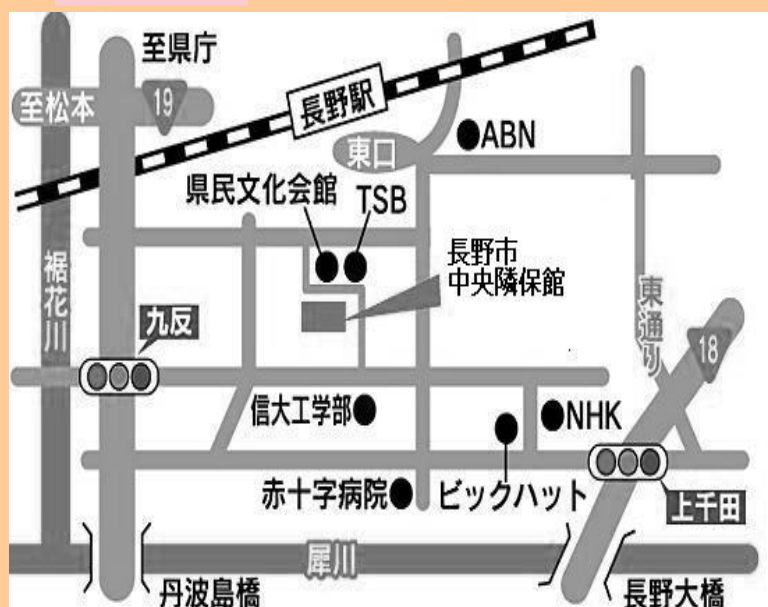 至県庁
至松本
19
長野駅
東口
ABN
県民文化会館
TSB
長野市
中央隣保館
裾花川
九反
東通り
18
信大工学部
NHK
赤十字病院
ビックハット
上千田
犀川
丹波島橋
長野大橋